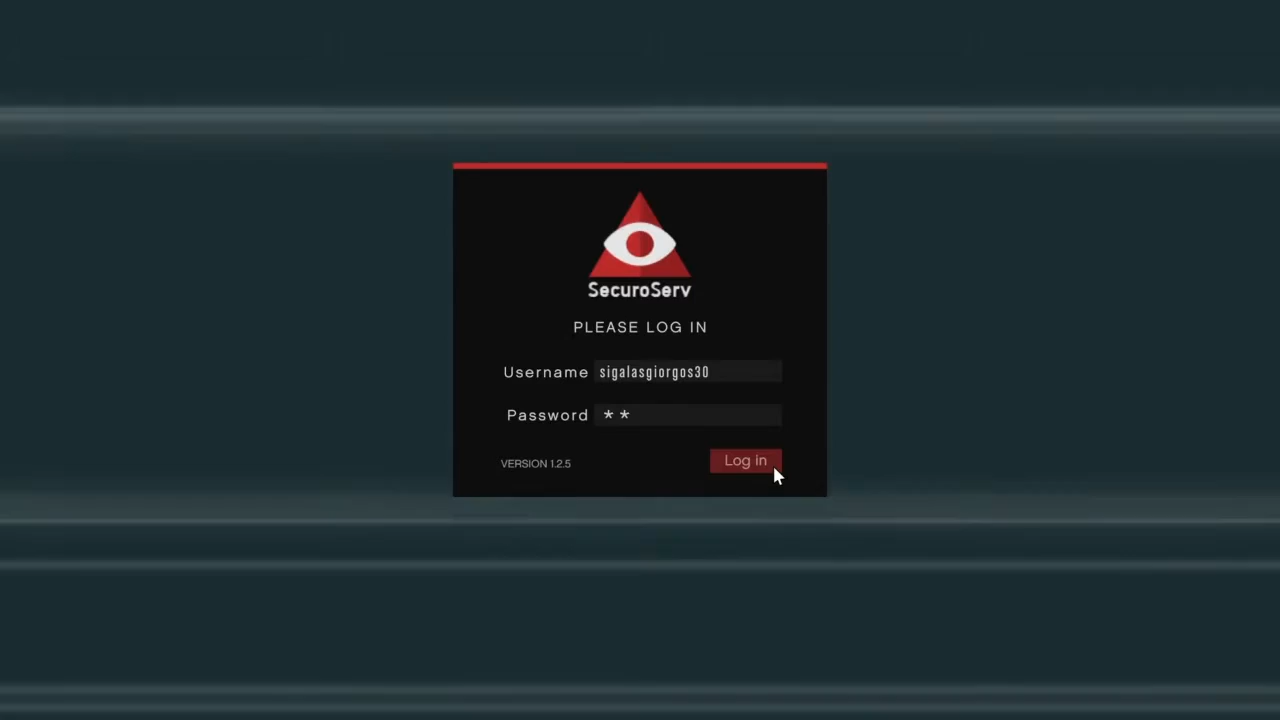 SecuroServ
PLEASE LOG IN
Username sigalasgiorgos30
Password **
VERSION 1.2.5 Log in